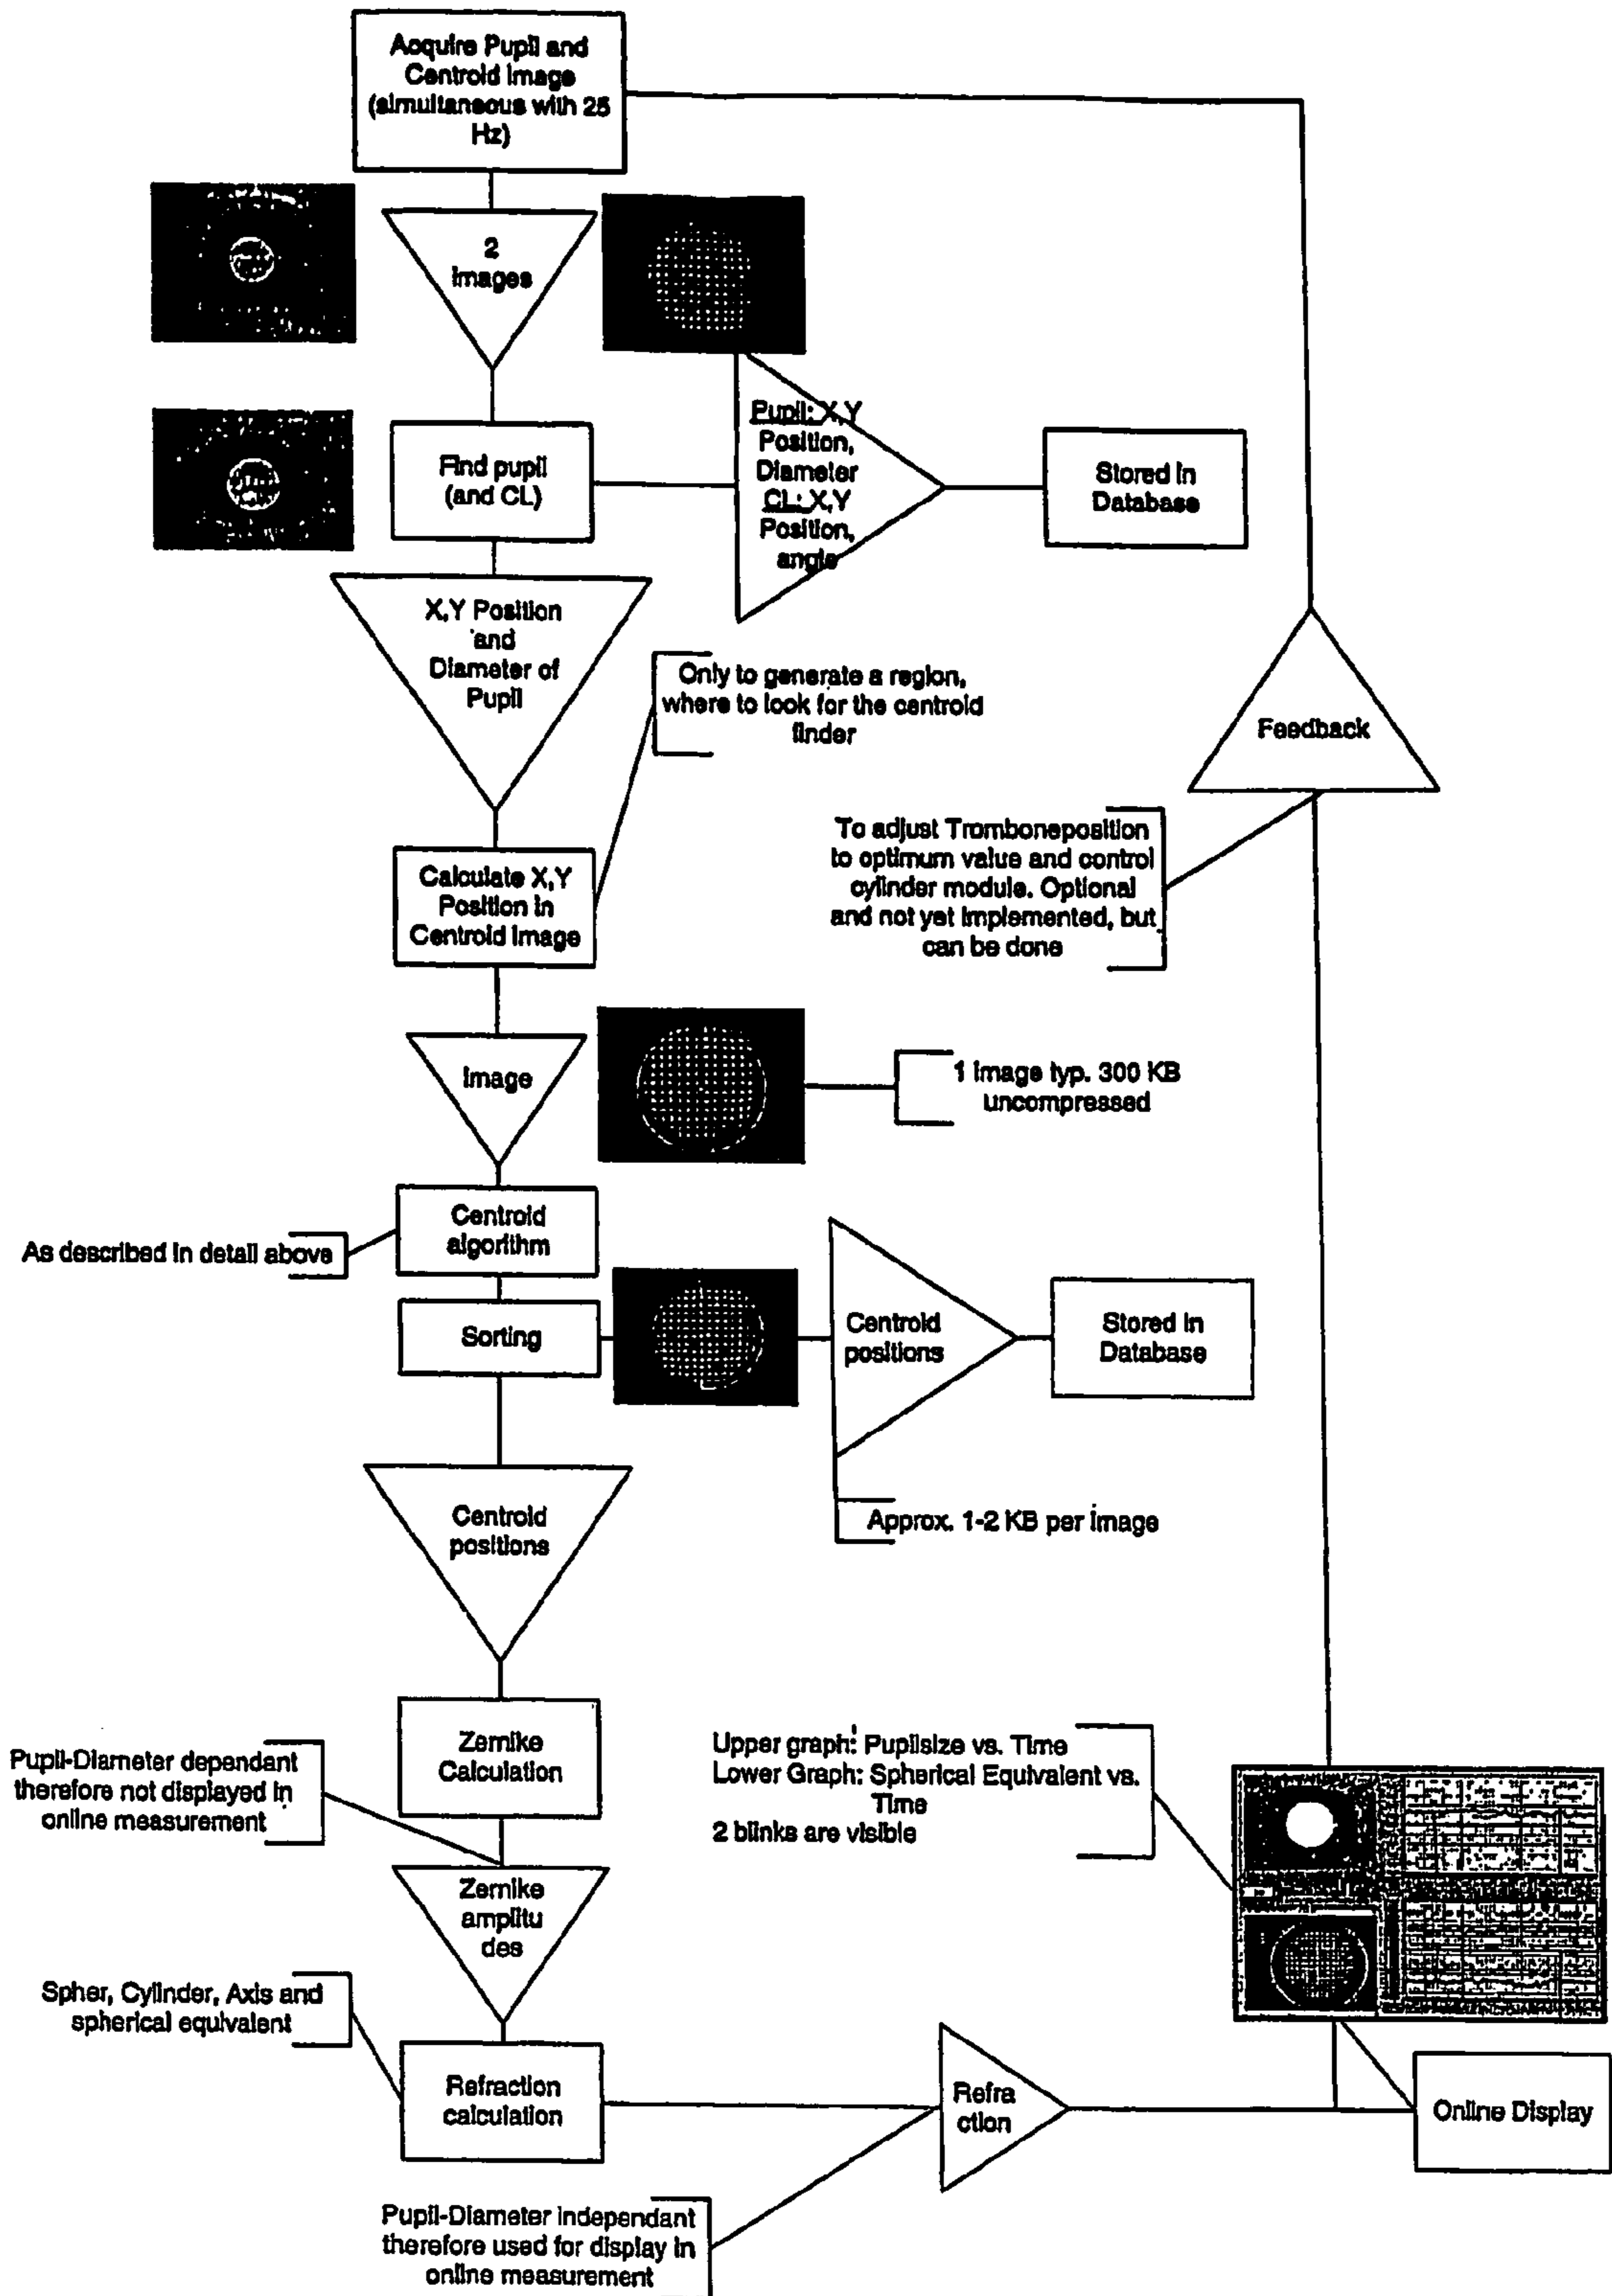 Acquire Pupil and
Centroid Image
(simultaneous with 25
Hz)
2
Images
Find pupil
(and CL)
Pupil: X,Y
Position,
Diameter
CL: X,Y
Position,
angle
Stored in
Database
X,Y Position
and
Diameter of
Pupil
Only to generate a region,
where to look for the centroid
finder
Feedback
To adjust Tromboneposition
to optimum value and control
cylinder module. Optional
and not yet implemented, but
can be done
Calculate X,Y
Position in
Centroid Image
Image
1 Image typ. 300 KB
uncompressed
Centroid
algorithm
As described in detail above
Sorting
Centroid
positions
Stored in
Database
Approx. 1-2 KB per image
Centroid
positions
Zernike
Calculation
Pupil-Diameter dependant
therefore not displayed in
online measurement
Upper graph: Pupilsize vs. Time
Lower Graph: Spherical Equivalent vs.
Time
2 blinks are visible
Zernike
amplitu
des
Spher, Cylinder, Axis and
spherical equivalent
Refraction
calculation
Refra
ction
Online Display
Pupil-Diameter independant
therefore used for display in
online measurement